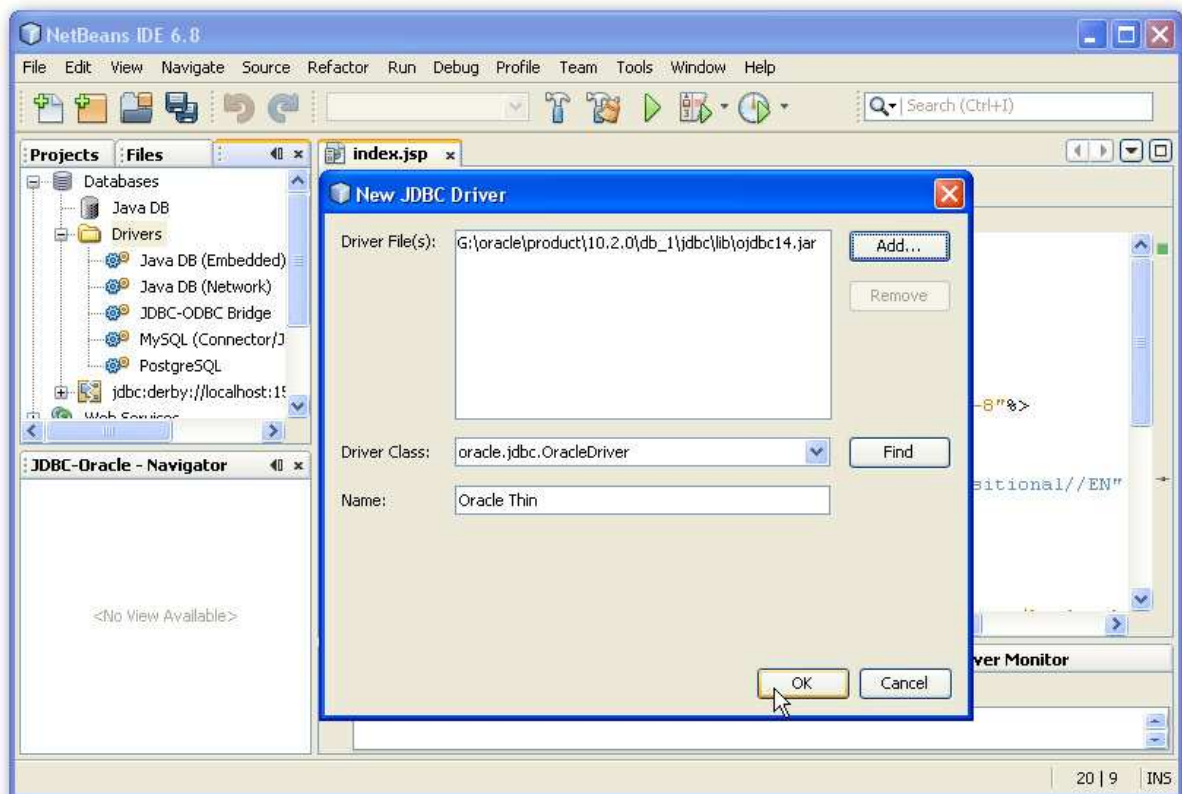 NetBeans IDE 6.8
File Edit View Navigate Source Refactor Run Debug Profile Team Tools Window Help
Search (Ctrl+I)
Projects Files
index.jsp
Databases
Java DB
Drivers
Java DB (Embedded)
Java DB (Network)
JDBC-ODBC Bridge
MySQL (Connector/J
PostgreSQL
jdbc:derby://localhost:15
Web Services
JDBC-Oracle - Navigator
<No View Available>
New JDBC Driver
Driver File(s):
G:\oracle\product\10.2.0\db_1\jdbc\lib\ojdbc14.jar
Add...
Remove
Driver Class:
oracle.jdbc.OracleDriver
Find
Name:
Oracle Thin
OK
Cancel
-8"%>
sitional//EN"
ver Monitor
20 | 9 INS